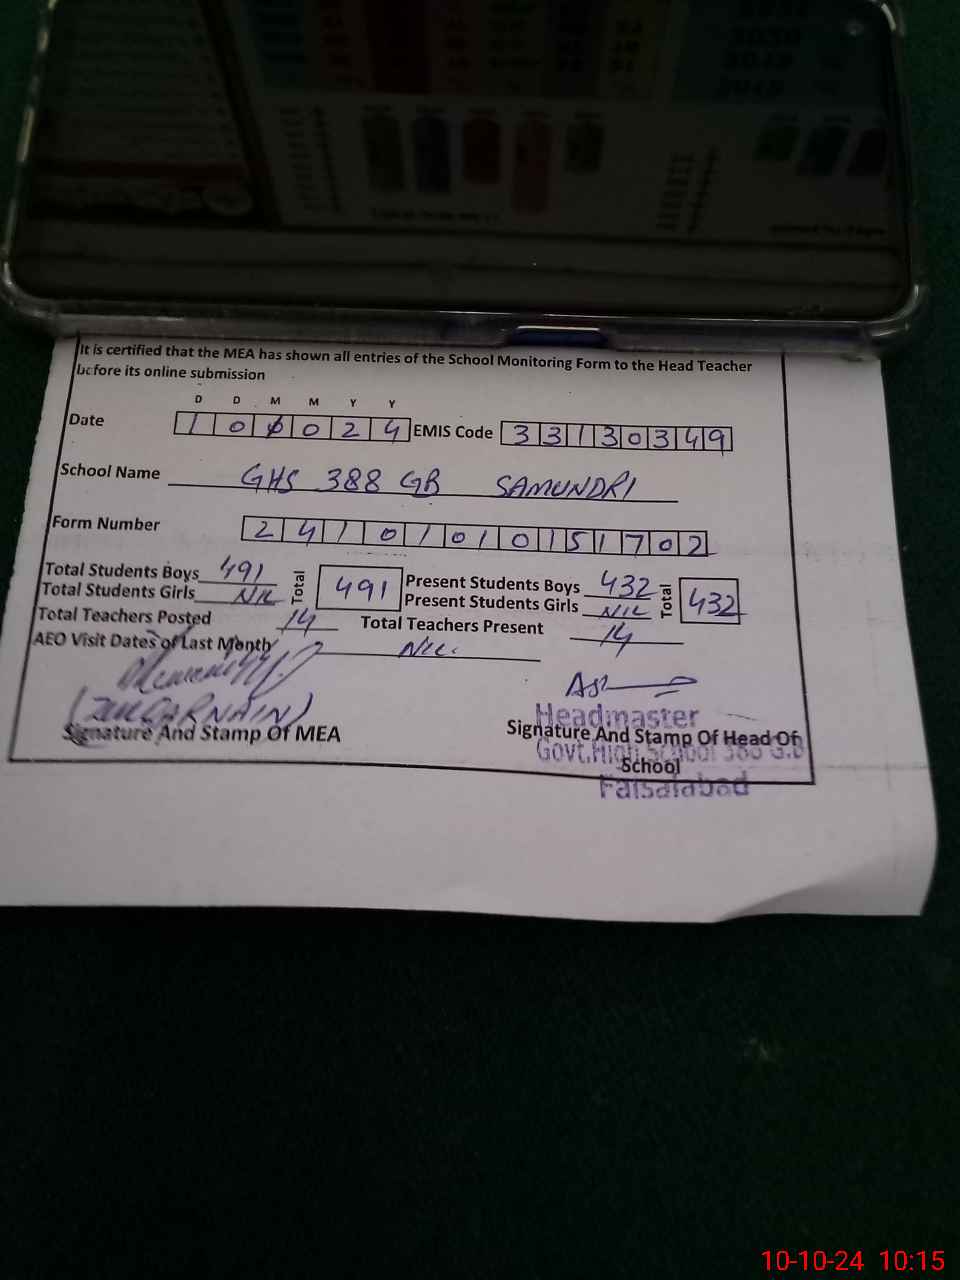 It is certified that the MEA has shown all entries of the School Monitoring Form to the Head Teacher
before its online submission
D D M M Y Y
Date 1 0 1 0 2 4 EMIS Code 3 3 1 3 0 3 4 9
School Name GHS 388 GB SAMUNDRI
Form Number 2 4 1 0 1 0 1 0 1 5 1 7 0 2
Total Students Boys 491 Total 491 Present Students Boys 432 Total 432
Total Students Girls NIL Present Students Girls NIL
Total Teachers Posted 14 Total Teachers Present 14
AEO Visit Dates of Last Month NIL.
(ZULQARNAIN)
Signature And Stamp Of MEA
Headmaster
Signature And Stamp Of Head Of
Govt.High School 388 G.B
School
Faisalabad
10-10-24 10:15